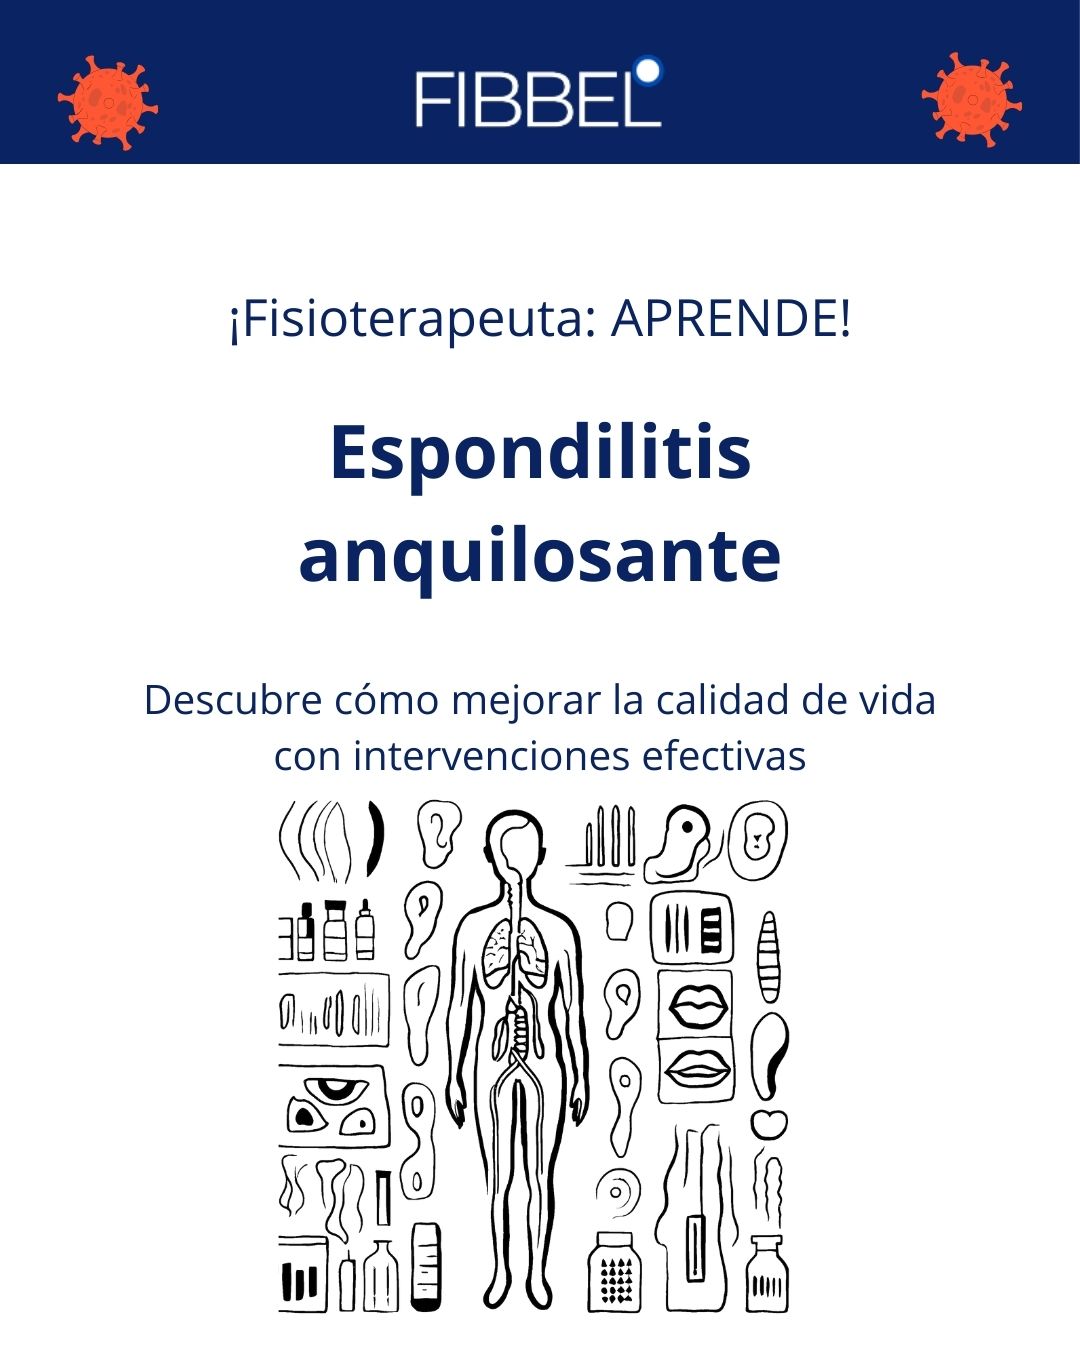 FIBBEL
¡Fisioterapeuta: APRENDE!
Espondilitis
anquilosante
Descubre cómo mejorar la calidad de vida
con intervenciones efectivas